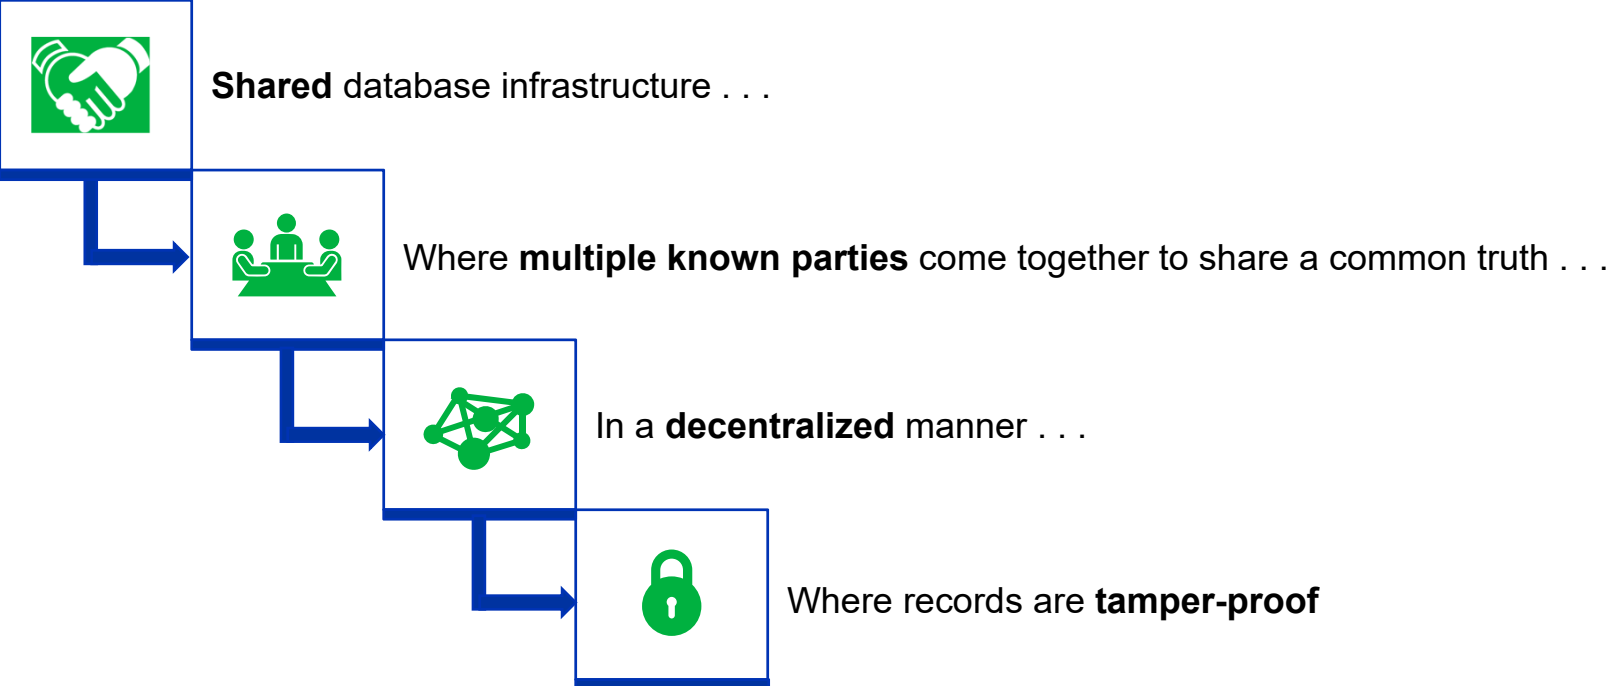 Shared database infrastructure . . .
Where multiple known parties come together to share a common truth . . .
In a decentralized manner . . .
Where records are tamper-proof